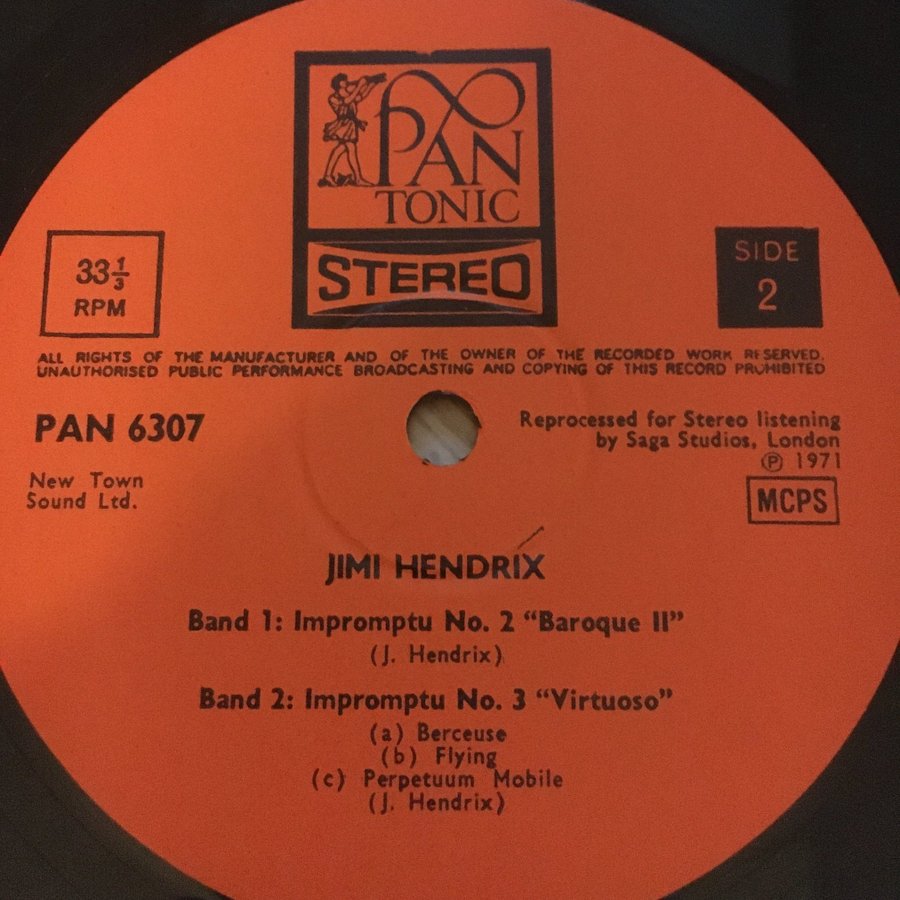 PAN
TONIC
STEREO
33⅓
RPM
SIDE
2
ALL RIGHTS OF THE MANUFACTURER AND OF THE OWNER OF THE RECORDED WORK RESERVED.
UNAUTHORISED PUBLIC PERFORMANCE BROADCASTING AND COPYING OF THIS RECORD PROHIBITED
PAN 6307
Reprocessed for Stereo listening
by Saga Studios, London
℗ 1971
New Town
Sound Ltd.
MCPS
JIMI HENDRIX
Band 1: Impromptu No. 2 “Baroque II”
(J. Hendrix)
Band 2: Impromptu No. 3 “Virtuoso”
(a) Berceuse
(b) Flying
(c) Perpetuum Mobile
(J. Hendrix)